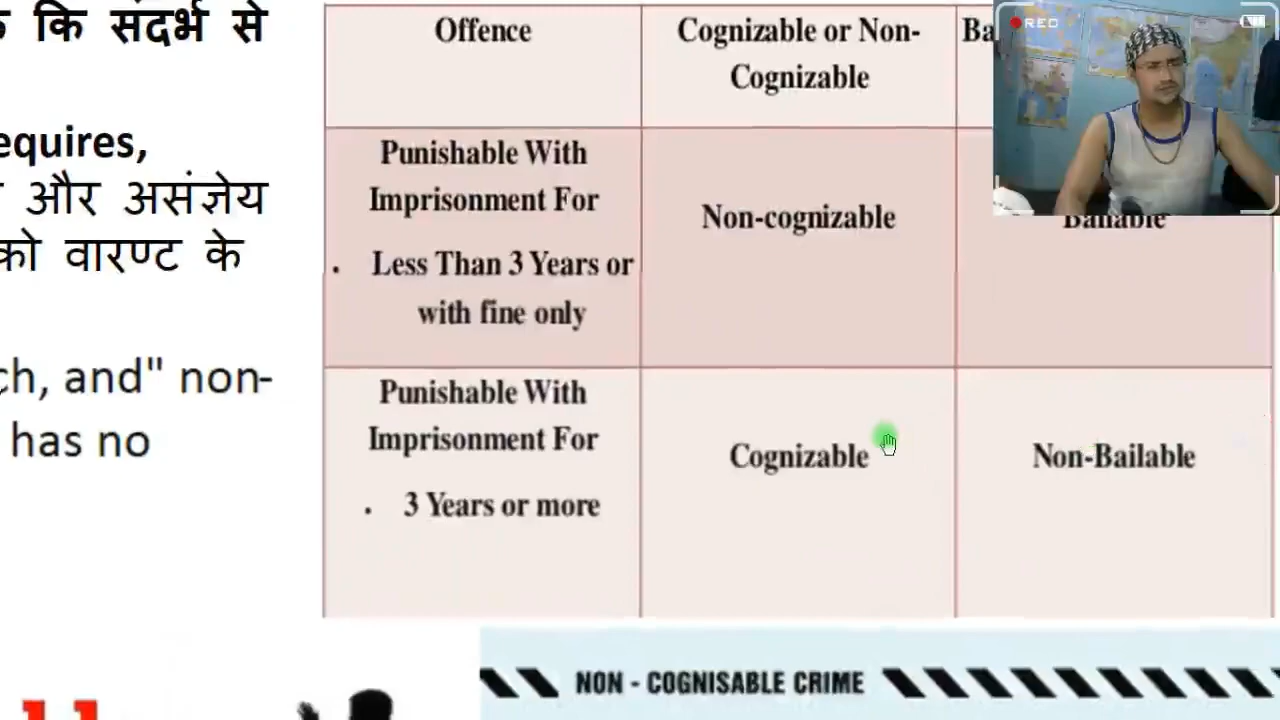 कि संदर्भ से
equires,
और असंज्ञेय
को वारण्ट के
ch, and" non-
has no
Offence
Cognizable or Non-
Cognizable
Ba
Punishable With
Imprisonment For
. Less Than 3 Years or
with fine only
Non-cognizable
Bailable
Punishable With
Imprisonment For
. 3 Years or more
Cognizable
Non-Bailable
REC
NON - COGNISABLE CRIME